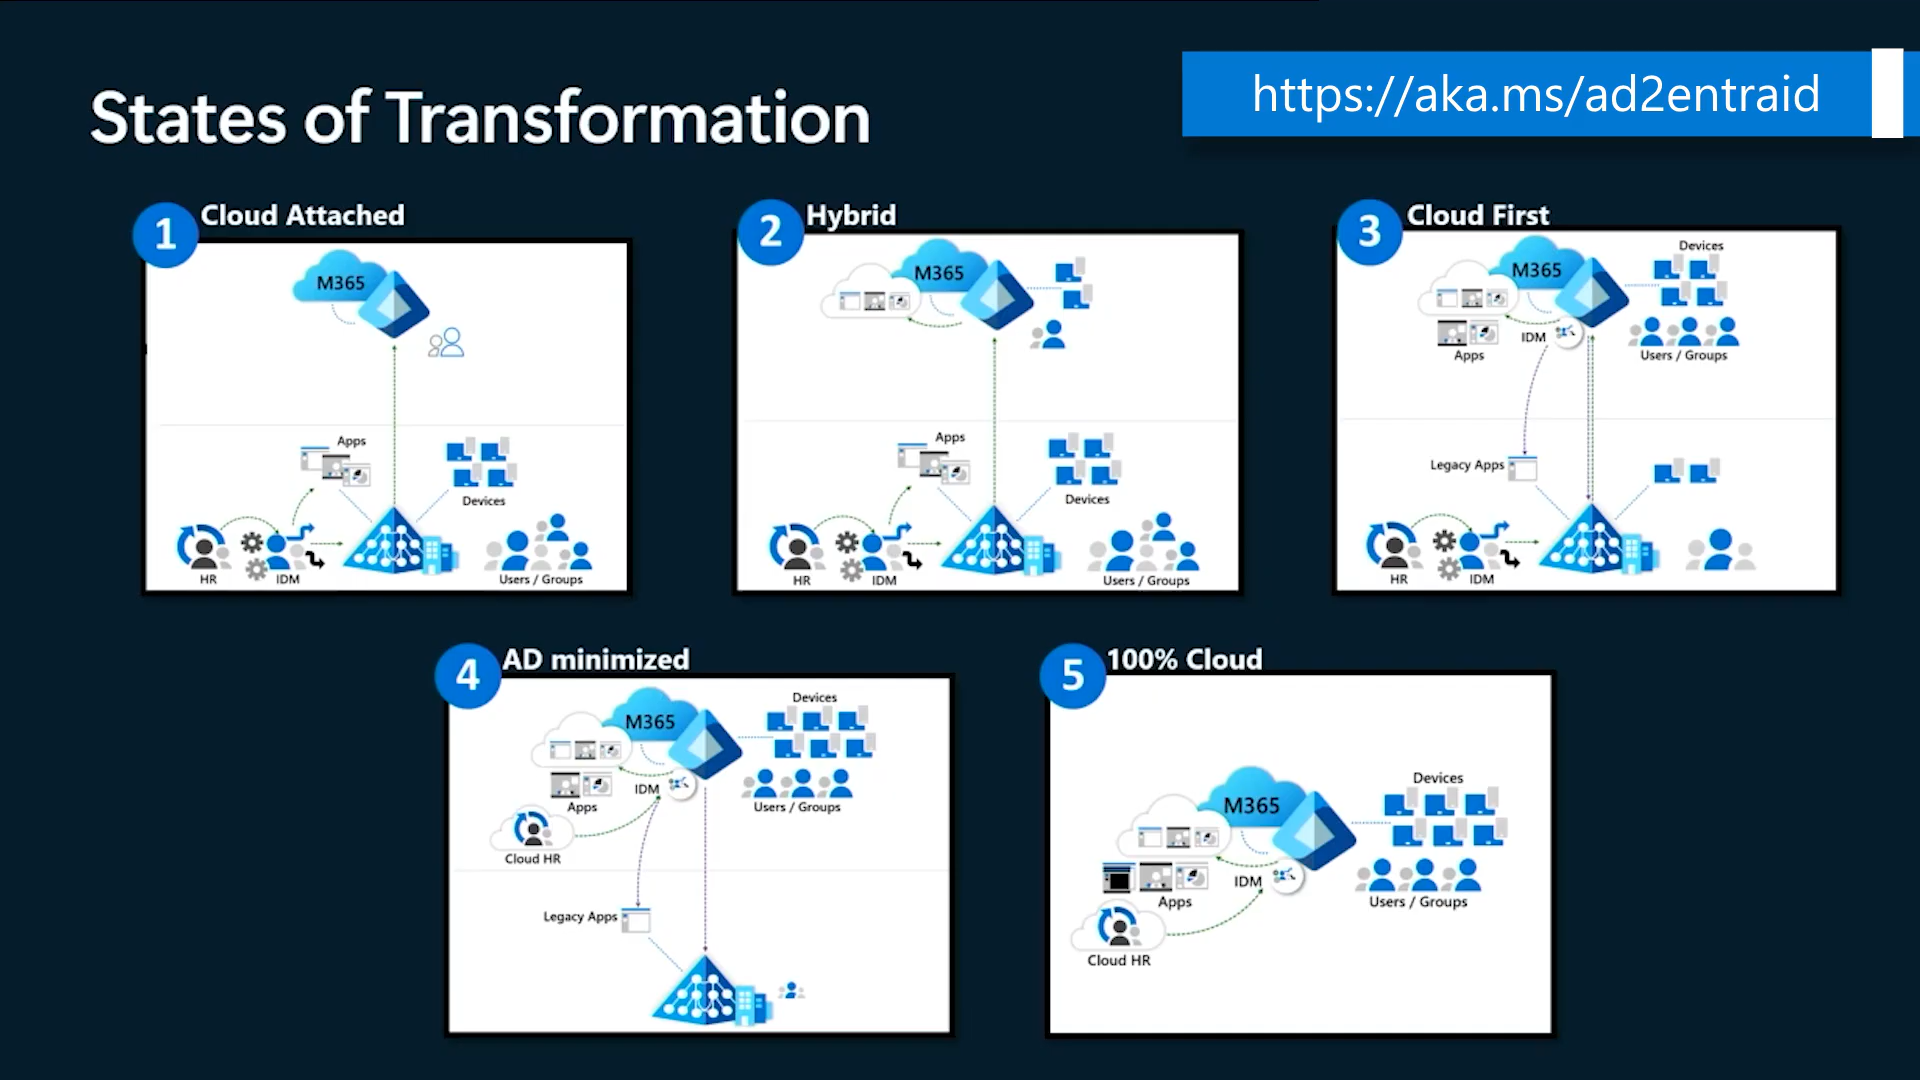 States of Transformation
https://aka.ms/ad2entraid
1
Cloud Attached
M365
Apps
Devices
HR
IDM
Users / Groups
2
Hybrid
M365
Apps
Devices
HR
IDM
Users / Groups
3
Cloud First
Devices
M365
IDM
Apps
Users / Groups
Legacy Apps
HR
IDM
4
AD minimized
Devices
M365
IDM
Apps
Users / Groups
Cloud HR
Legacy Apps
5
100% Cloud
Devices
M365
IDM
Apps
Users / Groups
Cloud HR